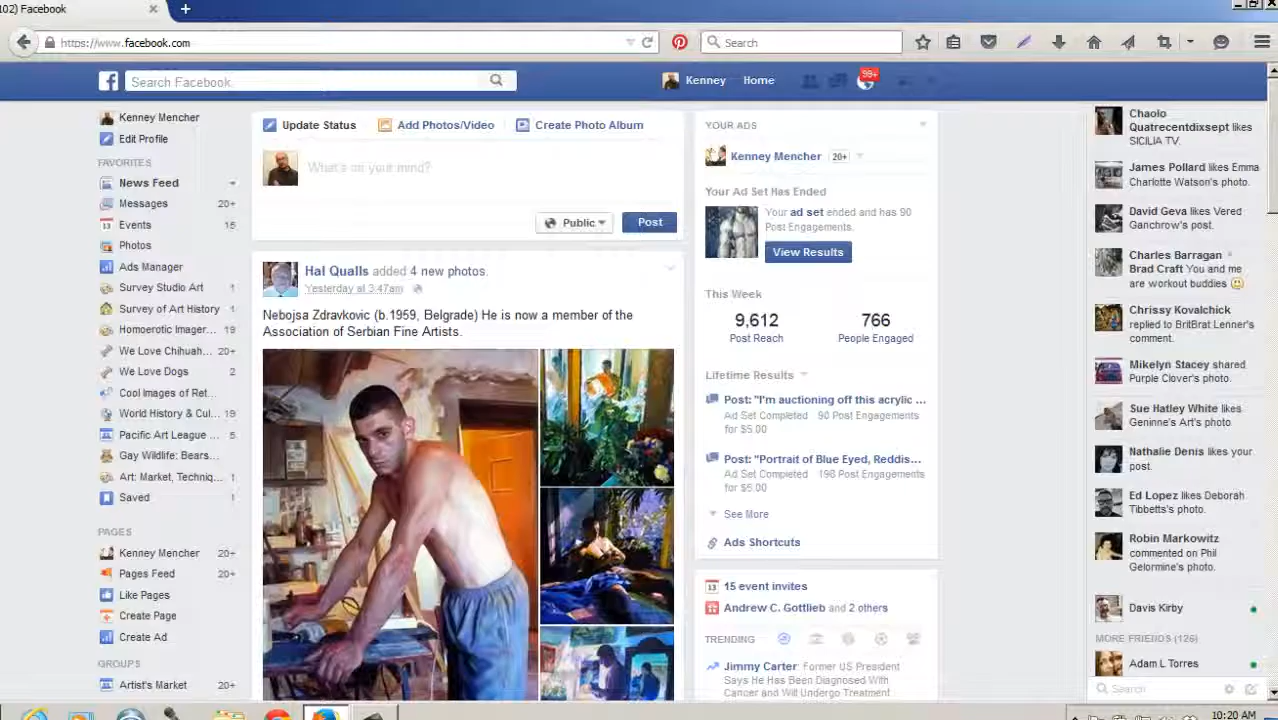 102) Facebook
https://www.facebook.com
Search
Search Facebook
Kenney
Home
99+
Kenney Mencher
Edit Profile
FAVORITES
News Feed
Messages 20+
Events 15
Photos
Ads Manager
Survey Studio Art 1
Survey of Art History 1
Homoerotic Imager... 19
We Love Chihuah... 20+
We Love Dogs 2
Cool Images of Ret...
World History & Cul... 19
Pacific Art League ... 5
Gay Wildlife: Bears...
Art: Market, Techniq... 1
Saved 1
PAGES
Kenney Mencher 20+
Pages Feed 20+
Like Pages
Create Page
Create Ad
GROUPS
Artist's Market 20+
Update Status
Add Photos/Video
Create Photo Album
What's on your mind?
Public
Post
Hal Qualls added 4 new photos.
Yesterday at 3:47am
Nebojsa Zdravkovic (b.1959, Belgrade) He is now a member of the
Association of Serbian Fine Artists.
YOUR ADS
Kenney Mencher 20+
Your Ad Set Has Ended
Your ad set ended and has 90
Post Engagements.
View Results
This Week
9,612 766
Post Reach People Engaged
Lifetime Results
Post: "I'm auctioning off this acrylic ...
Ad Set Completed 90 Post Engagements
for $5.00
Post: "Portrait of Blue Eyed, Reddis...
Ad Set Completed 196 Post Engagements
for $5.00
See More
Ads Shortcuts
13 15 event invites
Andrew C. Gottlieb and 2 others
TRENDING
Jimmy Carter: Former US President
Says He Has Been Diagnosed With
Cancer and Will Undergo Treatment
Chaolo
Quatrecentdixsept likes
SICILIA TV.
James Pollard likes Emma
Charlotte Watson's photo.
David Geva likes Vered
Ganchrow's post.
Charles Barragan
Brad Craft You and me
are workout buddies
Chrissy Kovalchick
replied to BritBrat Lenner's
comment.
Mikelyn Stacey shared
Purple Clover's photo.
Sue Hatley White likes
Geninne's Art's photo.
Nathalie Denis likes your
post.
Ed Lopez likes Deborah
Tibbetts's photo.
Robin Markowitz
commented on Phil
Gelormine's photo.
Davis Kirby
MORE FRIENDS (126)
Adam L Torres
Search
10:20 AM